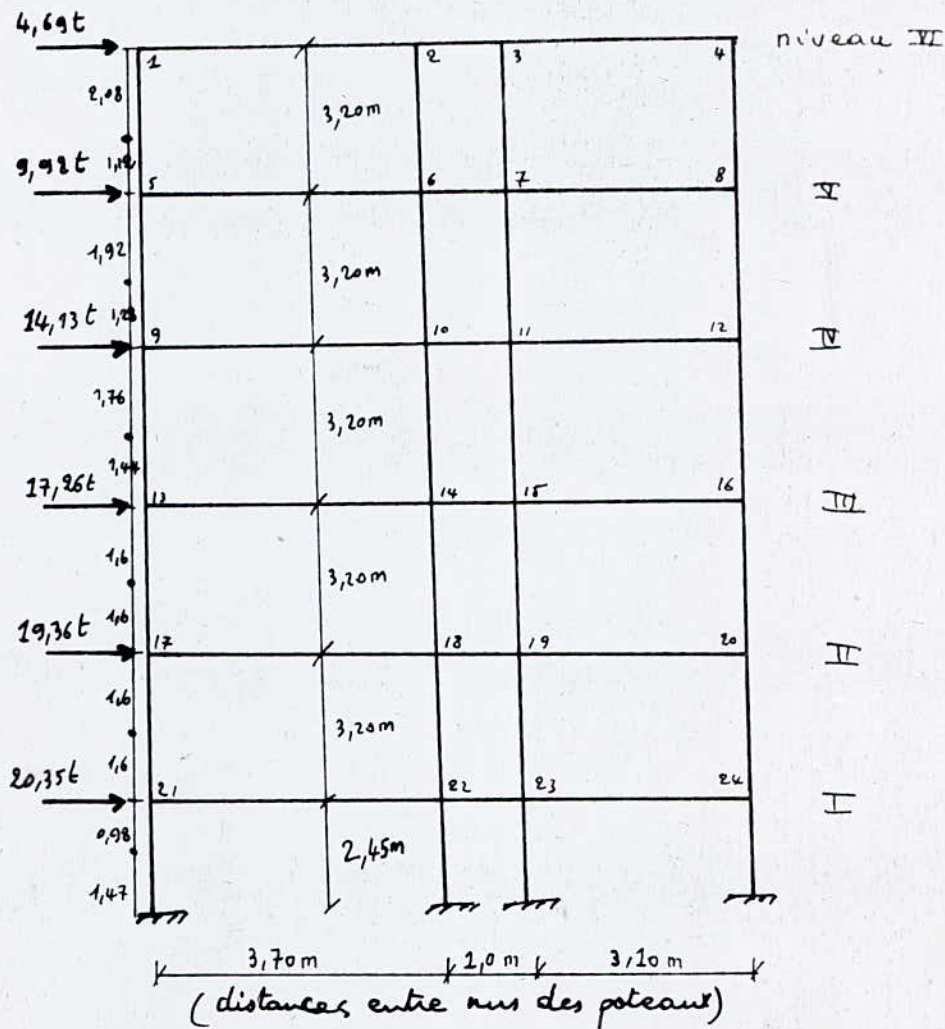 4,69t
niveau VI
1 2 3 4
2,08
3,20m
9,92t
5 6 7 8
V
1,92
3,20m
14,13t
9 10 11 12
IV
1,76
3,20m
1,44
17,26t
13 14 15 16
III
1,6
3,20m
1,6
19,36t
17 18 19 20
II
1,6
3,20m
1,6
20,35t
21 22 23 24
I
0,98
2,45m
1,47
3,70m 1,0m 3,10m
(distances entre nus des poteaux)